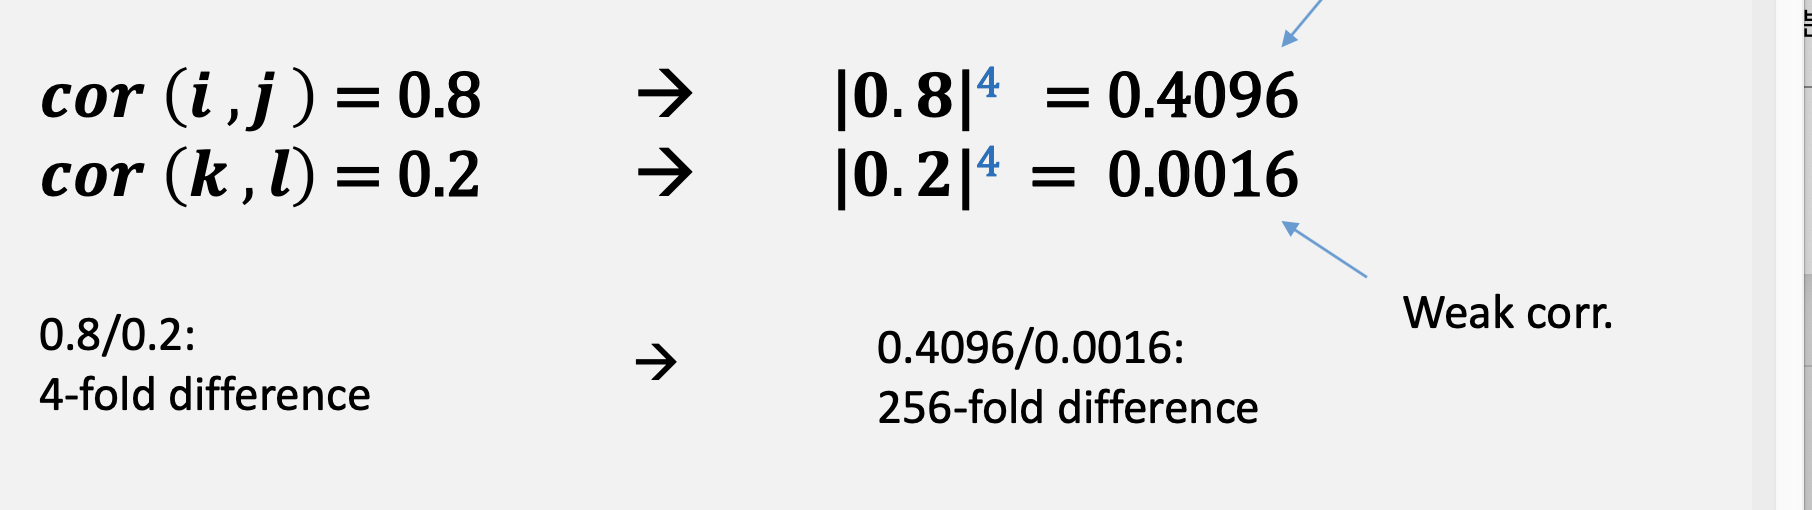 cor (i , j ) = 0.8 → |0. 8|⁴ = 0.4096
cor (k , l) = 0.2 → |0. 2|⁴ = 0.0016
Weak corr.
0.8/0.2:
4-fold difference
→
0.4096/0.0016:
256-fold difference